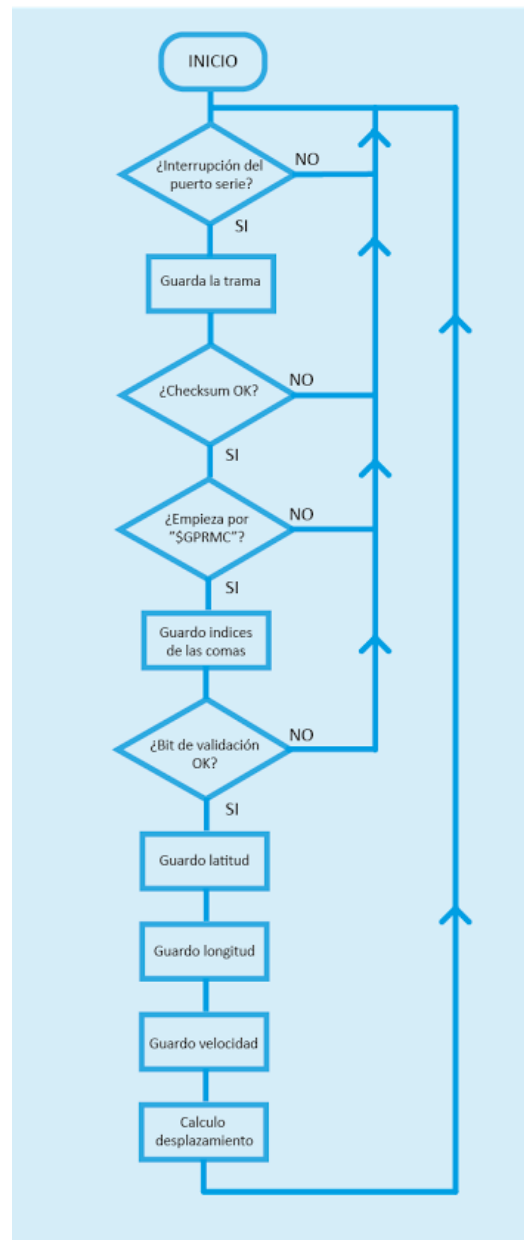 INICIO
¿Interrupción del
puerto serie?
NO
SI
Guarda la trama
¿Checksum OK?
NO
SI
¿Empieza por
"$GPRMC"?
NO
SI
Guardo indices
de las comas
¿Bit de validación
OK?
NO
SI
Guardo latitud
Guardo longitud
Guardo velocidad
Calculo
desplazamiento